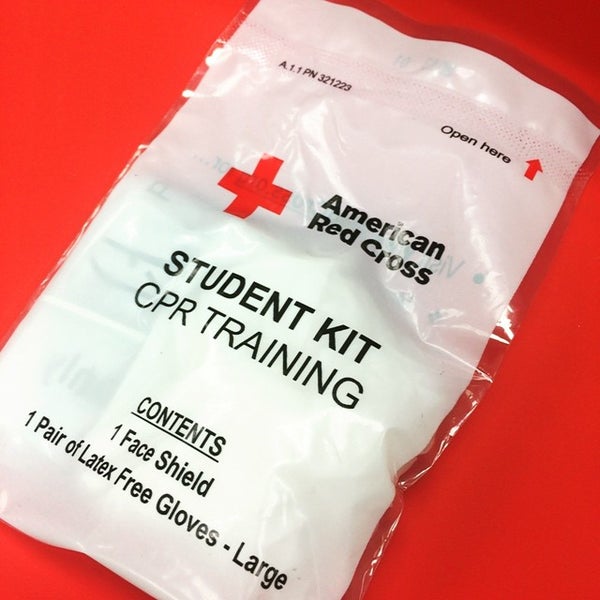 A.1.1 PN 321223
Open here
American
Red Cross
STUDENT KIT
CPR TRAINING
CONTENTS
1 Face Shield
1 Pair of Latex Free Gloves - Large